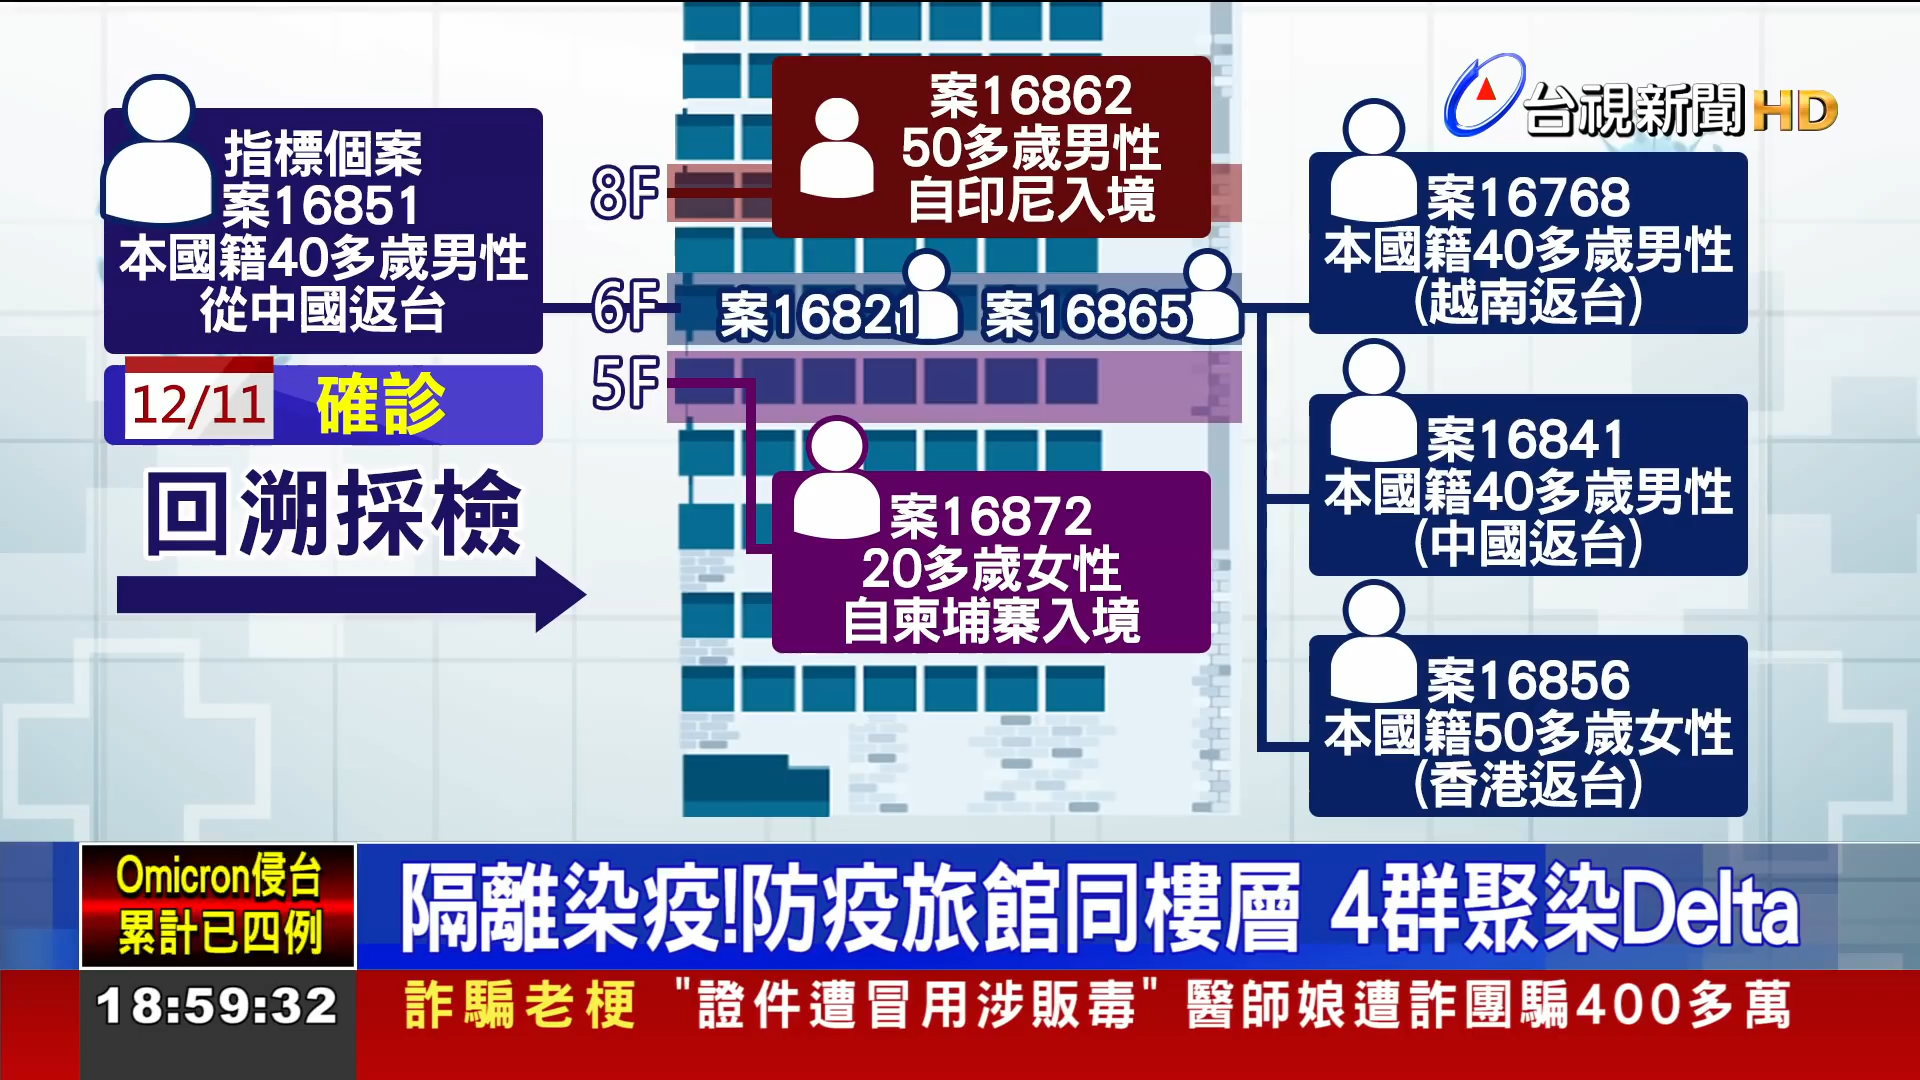 台視新聞HD
指標個案
案16851
本國籍40多歲男性
從中國返台
12/11 確診
回溯採檢
8F
案16862
50多歲男性
自印尼入境
6F
案16821 案16865
5F
案16872
20多歲女性
自柬埔寨入境
案16768
本國籍40多歲男性
(越南返台)
案16841
本國籍40多歲男性
(中國返台)
案16856
本國籍50多歲女性
(香港返台)
Omicron侵台
累計已四例
隔離染疫!防疫旅館同樓層 4群聚染Delta
18:59:32
詐騙老梗 "證件遭冒用涉販毒" 醫師娘遭詐團騙400多萬